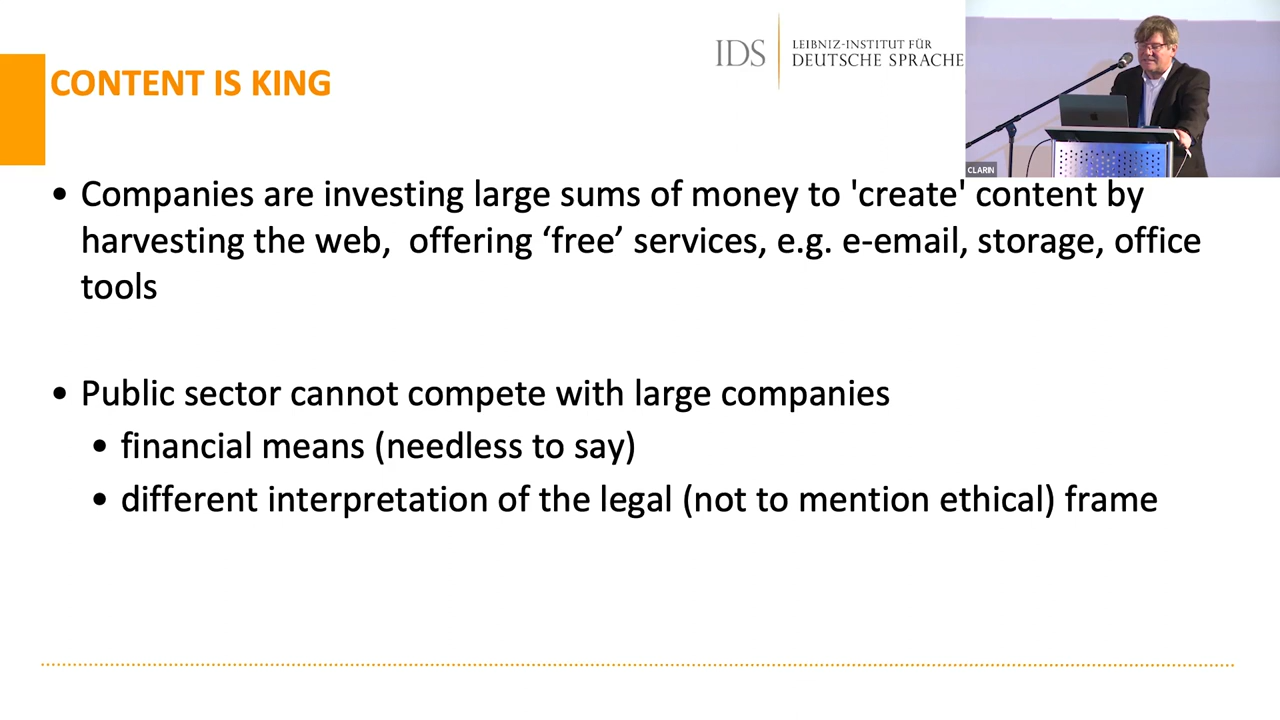 IDS
LEIBNIZ-INSTITUT FÜR
DEUTSCHE SPRACHE
CONTENT IS KING
CLARIN
• Companies are investing large sums of money to 'create' content by
harvesting the web,  offering ‘free’ services, e.g. e-email, storage, office
tools
• Public sector cannot compete with large companies
• financial means (needless to say)
• different interpretation of the legal (not to mention ethical) frame